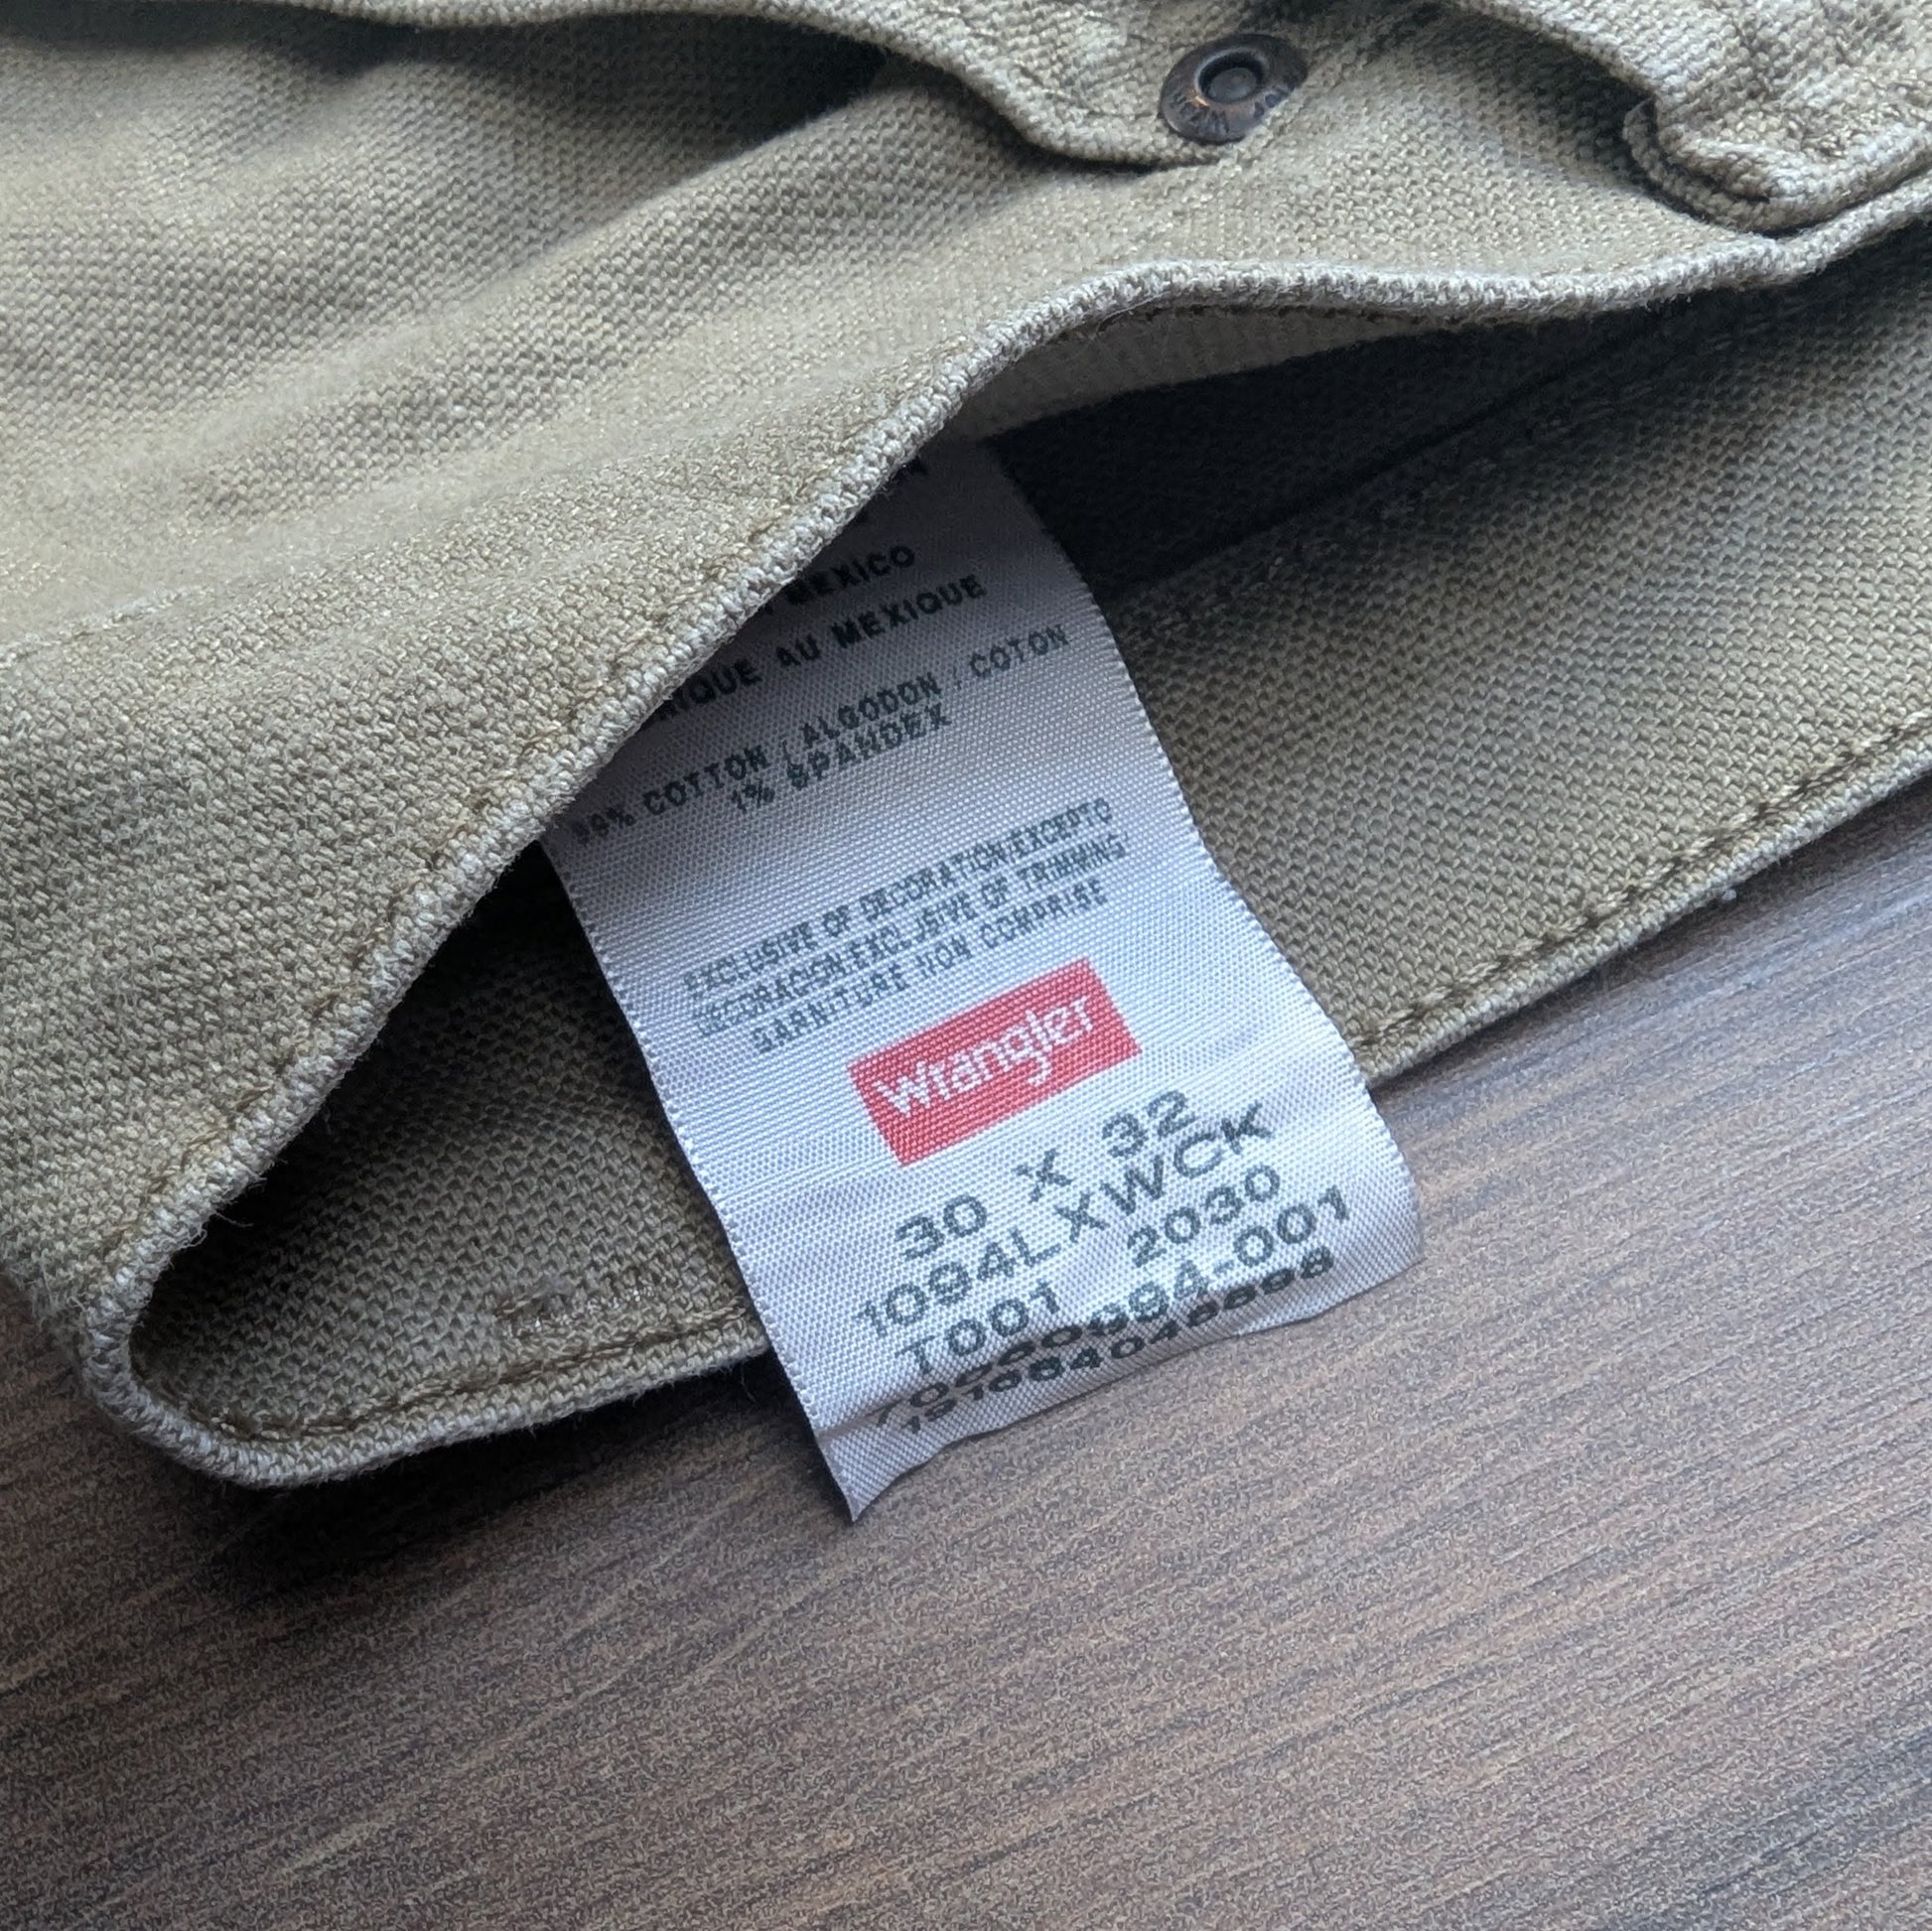 MEXICO
AU MEXIQUE
99% COTTON / ALGODON / COTON
1% SPANDEX
EXCLUSIVE OF DECORATION/EXCEPTO
DECORACION/EXCLUSIVE OF TRIMMING
GARNITURE NON COMPRISE
Wrangler
30 X 32
1094LXWCK
T001 2030